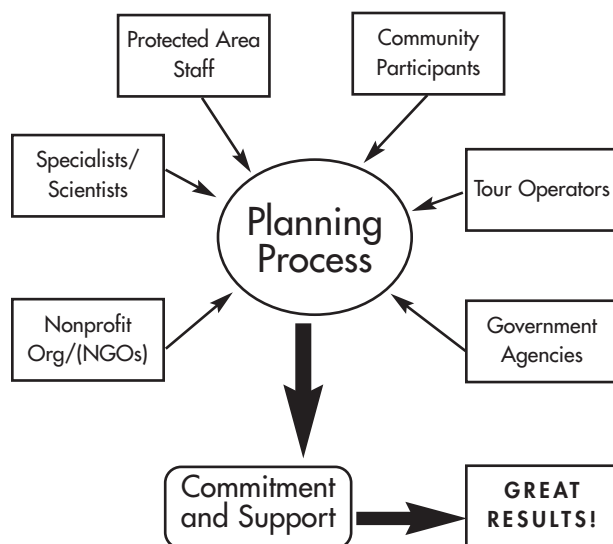 Protected Area
Staff
Community
Participants
Specialists/
Scientists
Tour Operators
Planning
Process
Nonprofit
Org/(NGOs)
Government
Agencies
Commitment
and Support
GREAT
RESULTS!